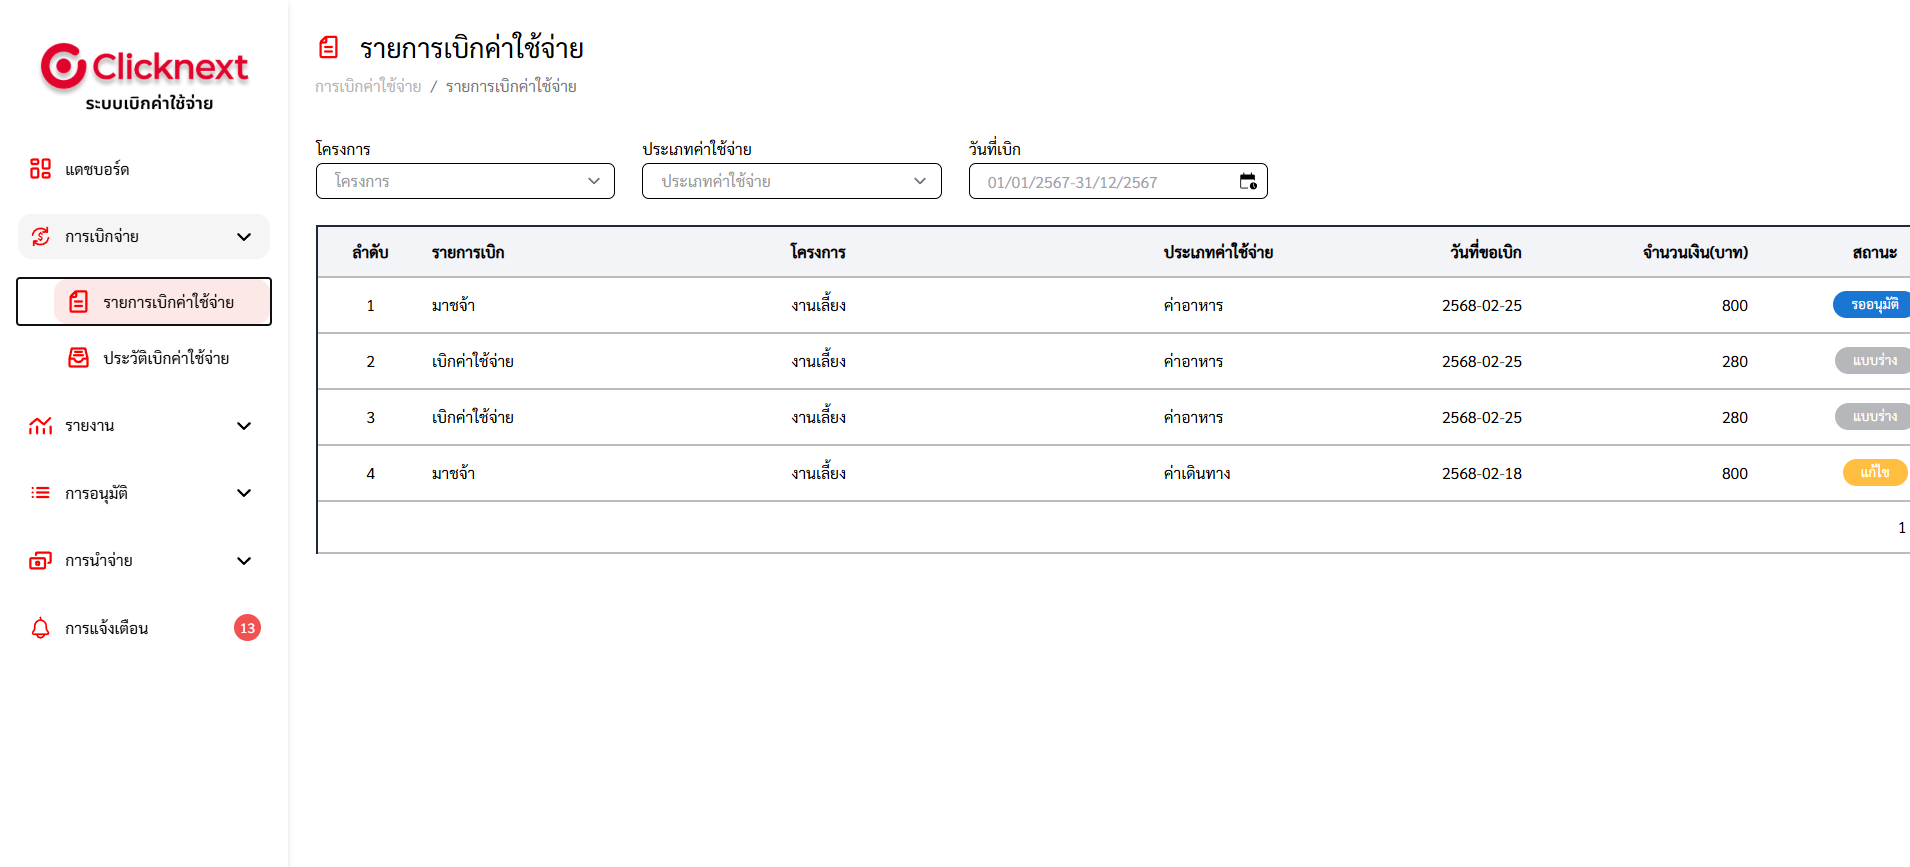 Clicknext
ระบบเบิกค่าใช้จ่าย
แดชบอร์ด
การเบิกจ่าย
รายการเบิกค่าใช้จ่าย
ประวัติเบิกค่าใช้จ่าย
รายงาน
การอนุมัติ
การนำจ่าย
การแจ้งเตือน 13
รายการเบิกค่าใช้จ่าย
การเบิกค่าใช้จ่าย / รายการเบิกค่าใช้จ่าย
โครงการ ประเภทค่าใช้จ่าย วันที่เบิก
โครงการ ประเภทค่าใช้จ่าย 01/01/2567-31/12/2567
ลำดับ รายการเบิก โครงการ ประเภทค่าใช้จ่าย วันที่ขอเบิก จำนวนเงิน(บาท) สถานะ
1 มาชจ้า งานเลี้ยง ค่าอาหาร 2568-02-25 800 รออนุมัติ
2 เบิกค่าใช้จ่าย งานเลี้ยง ค่าอาหาร 2568-02-25 280 แบบร่าง
3 เบิกค่าใช้จ่าย งานเลี้ยง ค่าอาหาร 2568-02-25 280 แบบร่าง
4 มาชจ้า งานเลี้ยง ค่าเดินทาง 2568-02-18 800 แก้ไข
1